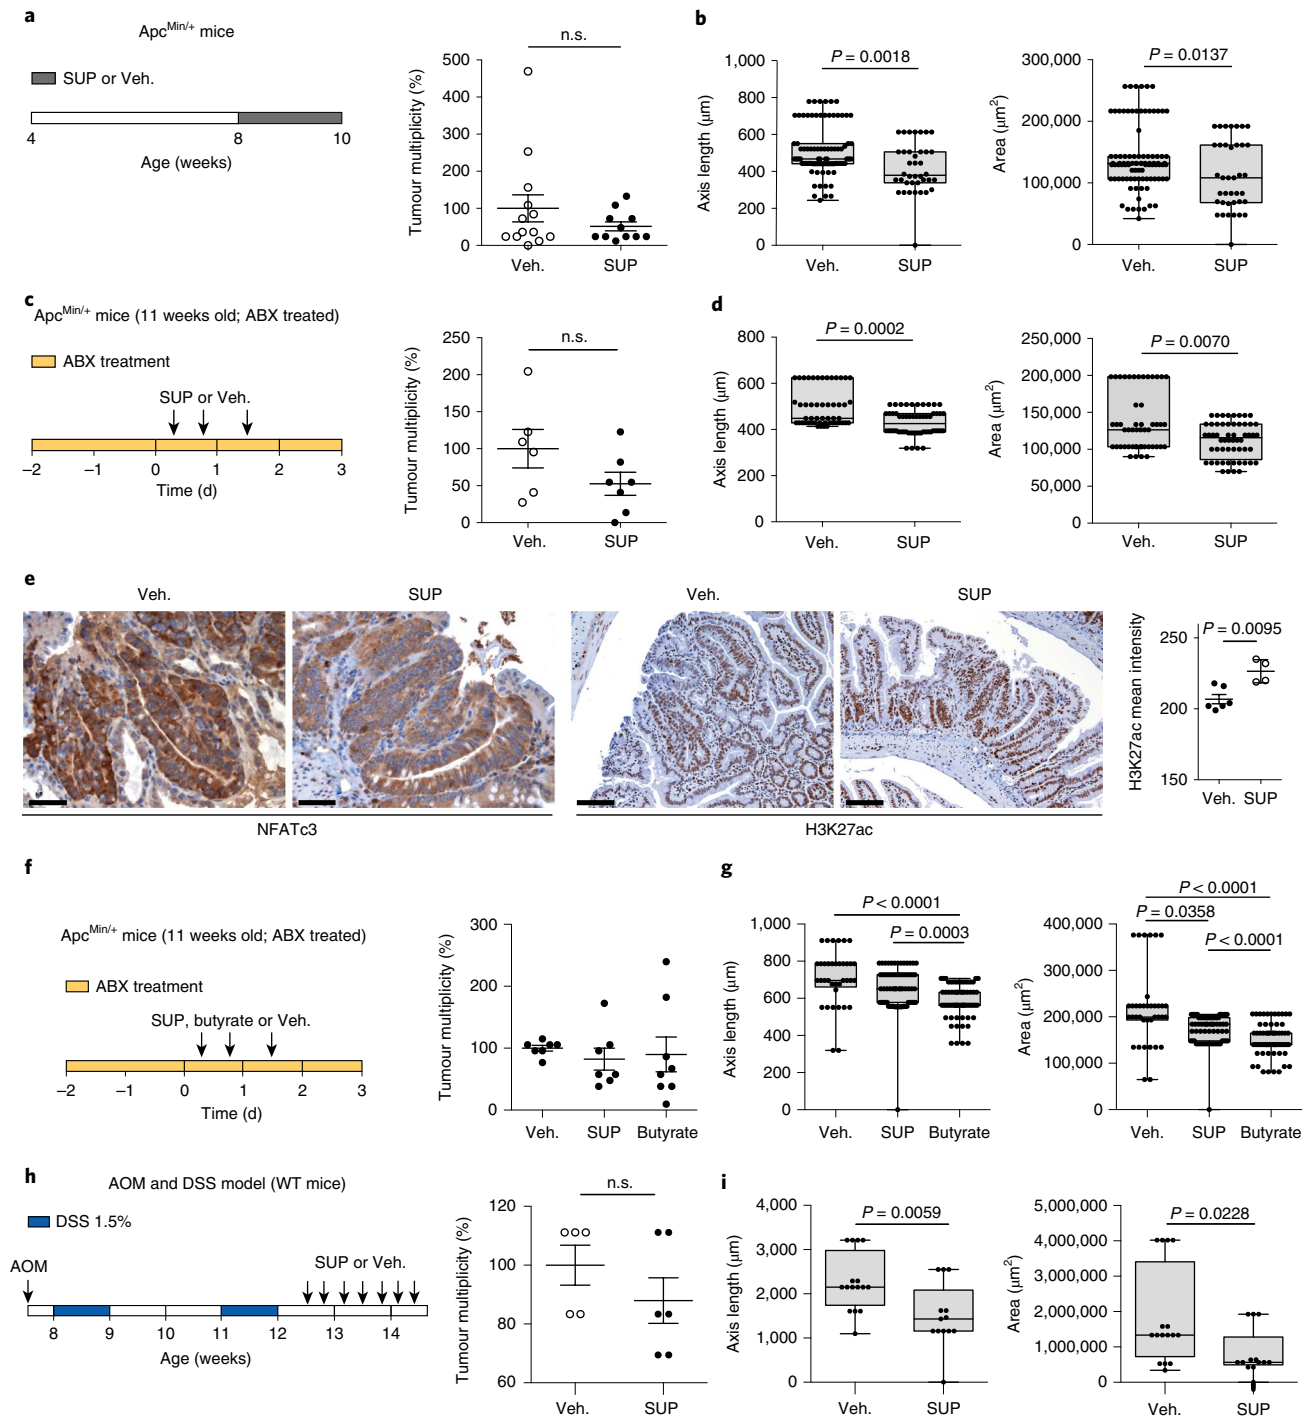 a
Apc^Min/+ mice
SUP or Veh.
4 8 10
Age (weeks)
Tumour multiplicity (%)
500
400
300
200
100
0
n.s.
Veh. SUP
b
Axis length (μm)
1,000
800
600
400
200
0
P = 0.0018
Veh. SUP
Area (μm²)
300,000
200,000
100,000
0
P = 0.0137
Veh. SUP
c
Apc^Min/+ mice (11 weeks old; ABX treated)
ABX treatment
SUP or Veh.
–2 –1 0 1 2 3
Time (d)
Tumour multiplicity (%)
250
200
150
100
50
0
n.s.
Veh. SUP
d
Axis length (μm)
800
600
400
200
0
P = 0.0002
Veh. SUP
Area (μm²)
250,000
200,000
150,000
100,000
50,000
0
P = 0.0070
Veh. SUP
e
Veh. SUP
NFATc3
Veh. SUP
H3K27ac
H3K27ac mean intensity
250
200
150
P = 0.0095
Veh. SUP
f
Apc^Min/+ mice (11 weeks old; ABX treated)
ABX treatment
SUP, butyrate or Veh.
–2 –1 0 1 2 3
Time (d)
Tumour multiplicity (%)
300
200
100
0
Veh. SUP Butyrate
g
Axis length (μm)
1,000
800
600
400
200
0
P < 0.0001
P = 0.0003
Veh. SUP Butyrate
Area (μm²)
400,000
300,000
200,000
100,000
0
P < 0.0001
P = 0.0358
P < 0.0001
Veh. SUP Butyrate
h
AOM and DSS model (WT mice)
DSS 1.5%
AOM
SUP or Veh.
8 9 10 11 12 13 14
Age (weeks)
Tumour multiplicity (%)
120
100
80
60
n.s.
Veh. SUP
i
Axis length (μm)
4,000
3,000
2,000
1,000
0
P = 0.0059
Veh. SUP
Area (μm²)
5,000,000
4,000,000
3,000,000
2,000,000
1,000,000
0
P = 0.0228
Veh. SUP